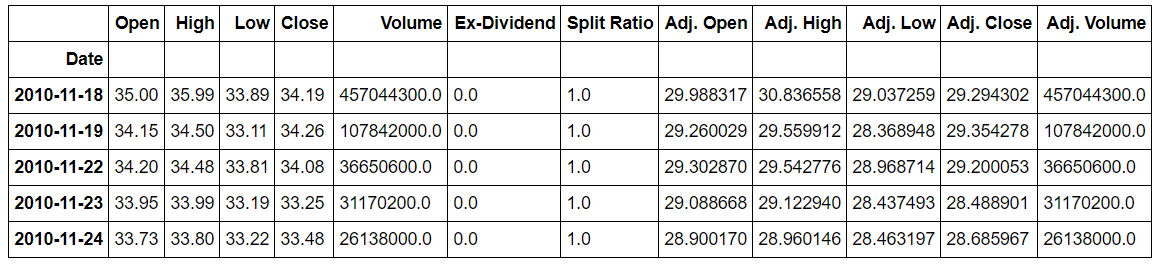 Open High Low Close Volume Ex-Dividend Split Ratio Adj. Open Adj. High Adj. Low Adj. Close Adj. Volume
Date
2010-11-18 35.00 35.99 33.89 34.19 457044300.0 0.0 1.0 29.988317 30.836558 29.037259 29.294302 457044300.0
2010-11-19 34.15 34.50 33.11 34.26 107842000.0 0.0 1.0 29.260029 29.559912 28.368948 29.354278 107842000.0
2010-11-22 34.20 34.48 33.81 34.08 36650600.0 0.0 1.0 29.302870 29.542776 28.968714 29.200053 36650600.0
2010-11-23 33.95 33.99 33.19 33.25 31170200.0 0.0 1.0 29.088668 29.122940 28.437493 28.488901 31170200.0
2010-11-24 33.73 33.80 33.22 33.48 26138000.0 0.0 1.0 28.900170 28.960146 28.463197 28.685967 26138000.0